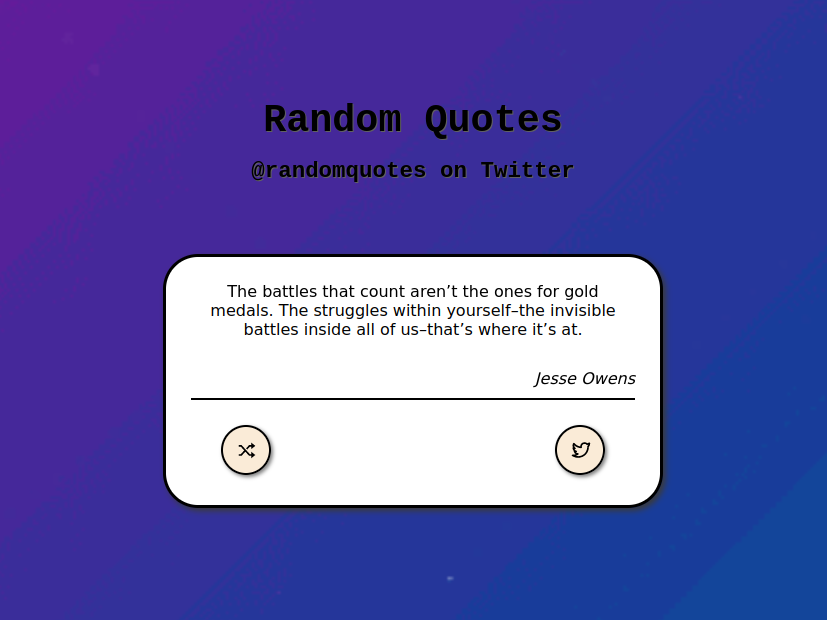 Random Quotes
@randomquotes on Twitter
The battles that count aren’t the ones for gold
medals. The struggles within yourself–the invisible
battles inside all of us–that’s where it’s at.
Jesse Owens